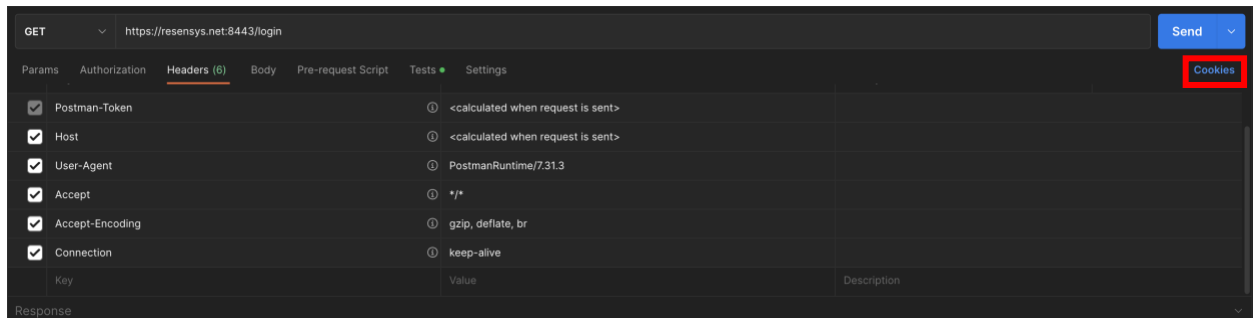 GET https://resensys.net:8443/login Send
Params Authorization Headers (6) Body Pre-request Script Tests Settings Cookies
Postman-Token <calculated when request is sent>
Host <calculated when request is sent>
User-Agent PostmanRuntime/7.31.3
Accept */*
Accept-Encoding gzip, deflate, br
Connection keep-alive
Key Value Description
Response